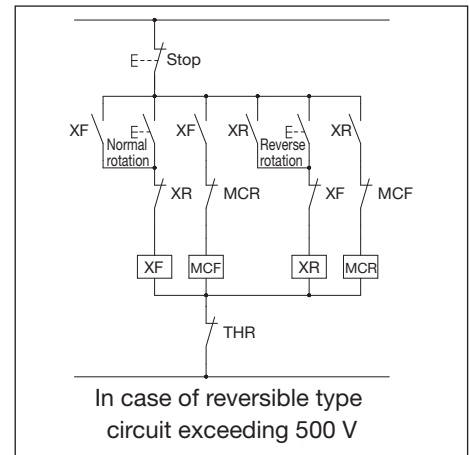 Stop
XF
Normal
rotation
XF
XR
Reverse
rotation
XR
XR
MCR
XF
MCF
XF
MCF
XR
MCR
THR
In case of reversible type
circuit exceeding 500 V